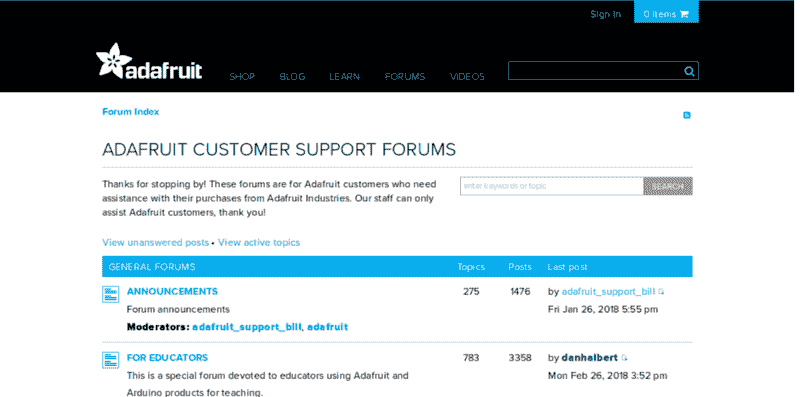 Sign In
0 Items
adafruit
SHOP BLOG LEARN FORUMS VIDEOS
Forum Index
ADAFRUIT CUSTOMER SUPPORT FORUMS
Thanks for stopping by! These forums are for Adafruit customers who need
assistance with their purchases from Adafruit Industries. Our staff can only
assist Adafruit customers, thank you!
enter keywords or topic
SEARCH
View unanswered posts • View active topics
GENERAL FORUMS Topics Posts Last post
ANNOUNCEMENTS 275 1476 by adafruit_support_bill
Forum announcements Fri Jan 26, 2018 5:55 pm
Moderators: adafruit_support_bill, adafruit
FOR EDUCATORS 783 3358 by danhalbert
This is a special forum devoted to educators using Adafruit and Mon Feb 26, 2018 3:52 pm
Arduino products for teaching.